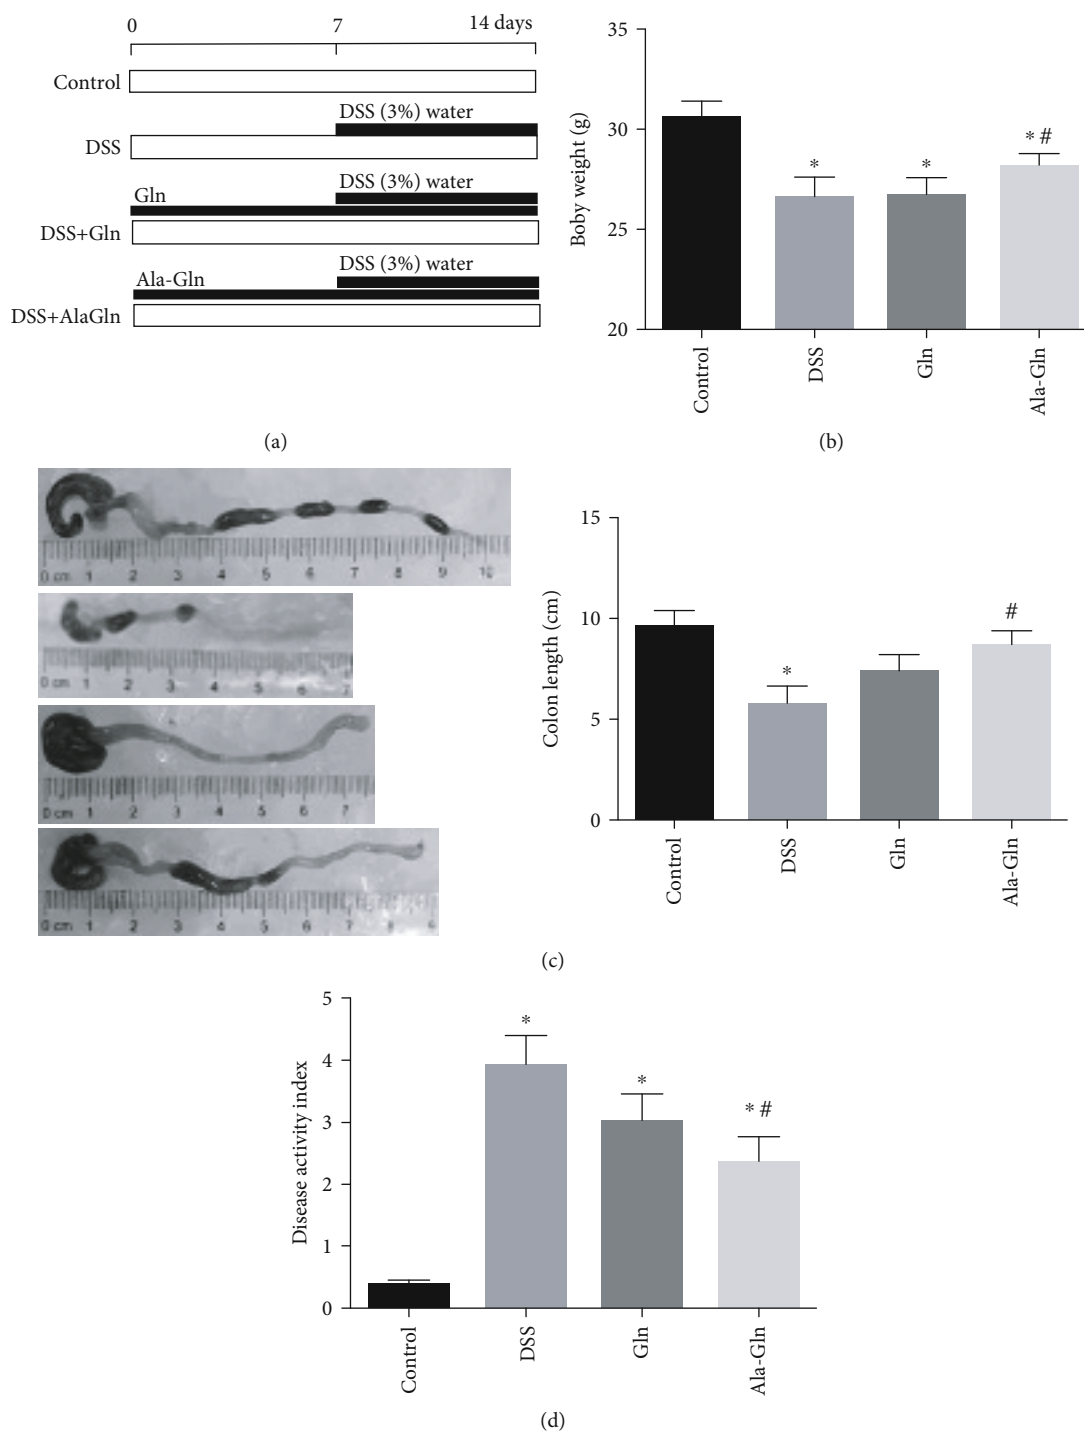 0 7 14 days
Control
DSS (3%) water
DSS
Gln DSS (3%) water
DSS+Gln
Ala-Gln DSS (3%) water
DSS+AlaGln
(a)
Boby weight (g)
35
30
25
20
* * * #
Control DSS Gln Ala-Gln
(b)
0 cm 1 2 3 4 5 6 7 8 9 10
0 cm 1 2 3 4 5 6
0 cm 1 2 3 4 5 6 7
0 cm 1 2 3 4 5 6 7 8
Colon length (cm)
15
10
5
0
* #
Control DSS Gln Ala-Gln
(c)
Disease activity index
5
4
3
2
1
0
* * * #
Control DSS Gln Ala-Gln
(d)